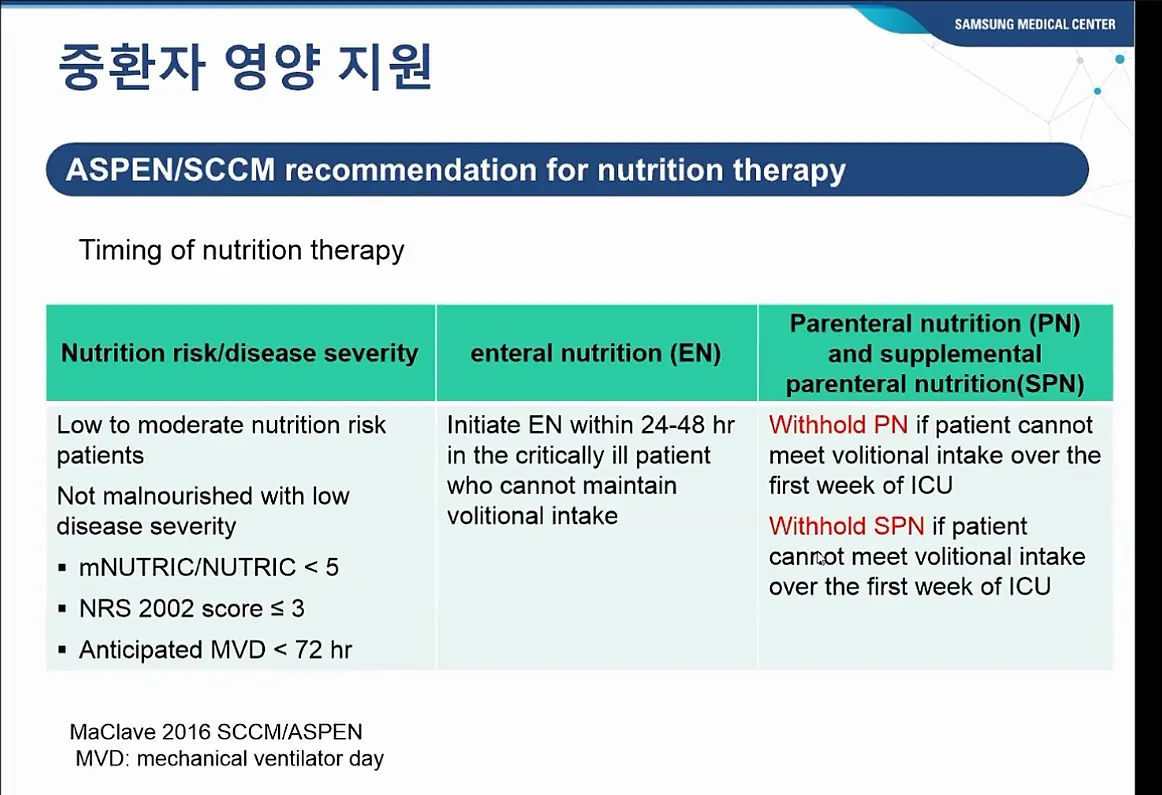 SAMSUNG MEDICAL CENTER
중환자 영양 지원
ASPEN/SCCM recommendation for nutrition therapy
Timing of nutrition therapy
Nutrition risk/disease severity
enteral nutrition (EN)
Parenteral nutrition (PN)
and supplemental
parenteral nutrition(SPN)
Low to moderate nutrition risk
patients
Not malnourished with low
disease severity
▪ mNUTRIC/NUTRIC < 5
▪ NRS 2002 score ≤ 3
▪ Anticipated MVD < 72 hr
Initiate EN within 24-48 hr
in the critically ill patient
who cannot maintain
volitional intake
Withhold PN if patient cannot
meet volitional intake over the
first week of ICU
Withhold SPN if patient
cannot meet volitional intake
over the first week of ICU
MaClave 2016 SCCM/ASPEN
MVD: mechanical ventilator day